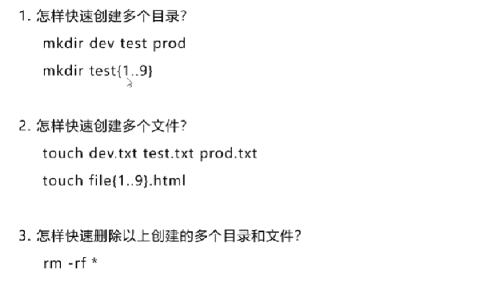 1. 怎样快速创建多个目录?
mkdir dev test prod
mkdir test{1..9}
2. 怎样快速创建多个文件?
touch dev.txt test.txt prod.txt
touch file{1..9}.html
3. 怎样快速删除以上创建的多个目录和文件?
rm -rf *